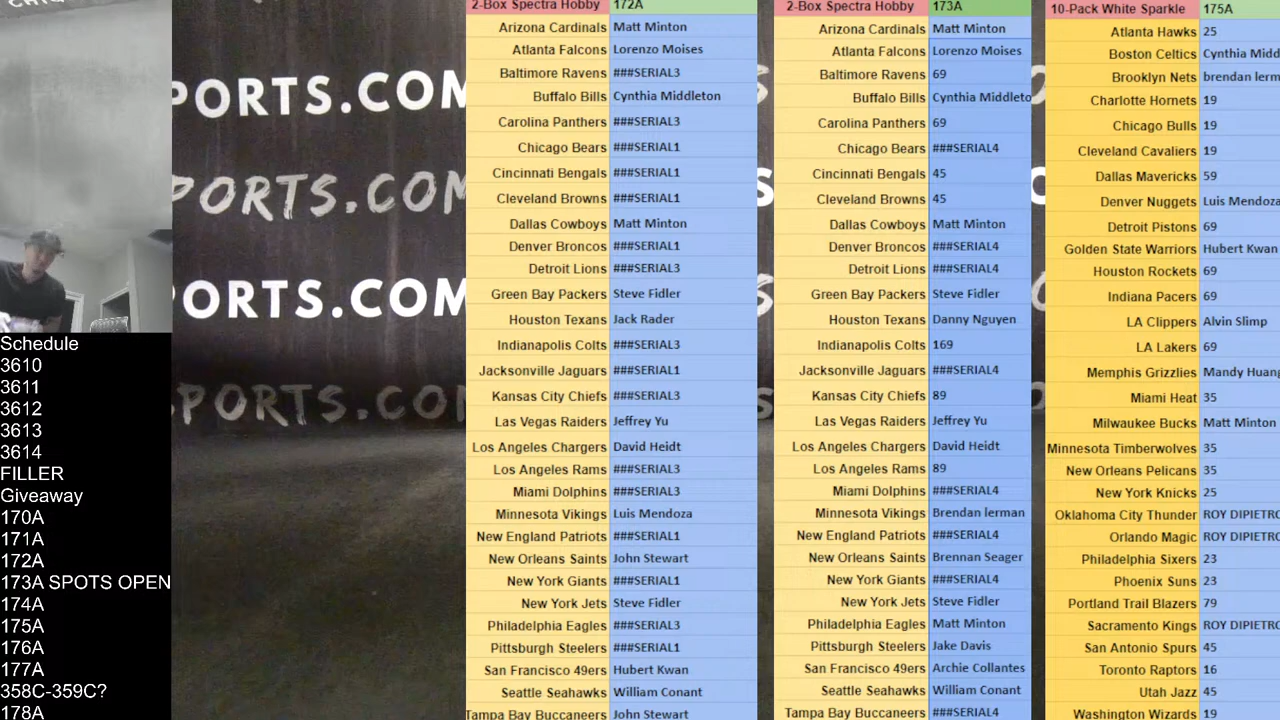 PORTS.COM
PORTS.COM
PORTS.COM
PORTS.COM
Schedule
3610
3611
3612
3613
3614
FILLER
Giveaway
170A
171A
172A
173A SPOTS OPEN
174A
175A
176A
177A
358C-359C?
178A
2-Box Spectra Hobby 172A
Arizona Cardinals Matt Minton
Atlanta Falcons Lorenzo Moises
Baltimore Ravens ###SERIAL3
Buffalo Bills Cynthia Middleton
Carolina Panthers ###SERIAL3
Chicago Bears ###SERIAL1
Cincinnati Bengals ###SERIAL1
Cleveland Browns ###SERIAL1
Dallas Cowboys Matt Minton
Denver Broncos ###SERIAL1
Detroit Lions ###SERIAL3
Green Bay Packers Steve Fidler
Houston Texans Jack Rader
Indianapolis Colts ###SERIAL3
Jacksonville Jaguars ###SERIAL1
Kansas City Chiefs ###SERIAL3
Las Vegas Raiders Jeffrey Yu
Los Angeles Chargers David Heidt
Los Angeles Rams ###SERIAL3
Miami Dolphins ###SERIAL3
Minnesota Vikings Luis Mendoza
New England Patriots ###SERIAL1
New Orleans Saints John Stewart
New York Giants ###SERIAL1
New York Jets Steve Fidler
Philadelphia Eagles ###SERIAL3
Pittsburgh Steelers ###SERIAL1
San Francisco 49ers Hubert Kwan
Seattle Seahawks William Conant
Tampa Bay Buccaneers John Stewart
2-Box Spectra Hobby 173A
Arizona Cardinals Matt Minton
Atlanta Falcons Lorenzo Moises
Baltimore Ravens 69
Buffalo Bills Cynthia Middleto
Carolina Panthers 69
Chicago Bears ###SERIAL4
Cincinnati Bengals 45
Cleveland Browns 45
Dallas Cowboys Matt Minton
Denver Broncos ###SERIAL4
Detroit Lions ###SERIAL4
Green Bay Packers Steve Fidler
Houston Texans Danny Nguyen
Indianapolis Colts 169
Jacksonville Jaguars ###SERIAL4
Kansas City Chiefs 89
Las Vegas Raiders Jeffrey Yu
Los Angeles Chargers David Heidt
Los Angeles Rams 89
Miami Dolphins ###SERIAL4
Minnesota Vikings Brendan lerman
New England Patriots ###SERIAL4
New Orleans Saints Brennan Seager
New York Giants ###SERIAL4
New York Jets Steve Fidler
Philadelphia Eagles Matt Minton
Pittsburgh Steelers Jake Davis
San Francisco 49ers Archie Collantes
Seattle Seahawks William Conant
Tampa Bay Buccaneers ###SERIAL4
10-Pack White Sparkle 175A
Atlanta Hawks 25
Boston Celtics Cynthia Midd
Brooklyn Nets brendan lerm
Charlotte Hornets 19
Chicago Bulls 19
Cleveland Cavaliers 19
Dallas Mavericks 59
Denver Nuggets Luis Mendoza
Detroit Pistons 69
Golden State Warriors Hubert Kwan
Houston Rockets 69
Indiana Pacers 69
LA Clippers Alvin Slimp
LA Lakers 69
Memphis Grizzlies Mandy Huang
Miami Heat 35
Milwaukee Bucks Matt Minton
Minnesota Timberwolves 35
New Orleans Pelicans 35
New York Knicks 25
Oklahoma City Thunder ROY DIPIETRO
Orlando Magic ROY DIPIETRO
Philadelphia Sixers 23
Phoenix Suns 23
Portland Trail Blazers 79
Sacramento Kings ROY DIPIETRO
San Antonio Spurs 45
Toronto Raptors 16
Utah Jazz 45
Washington Wizards 19